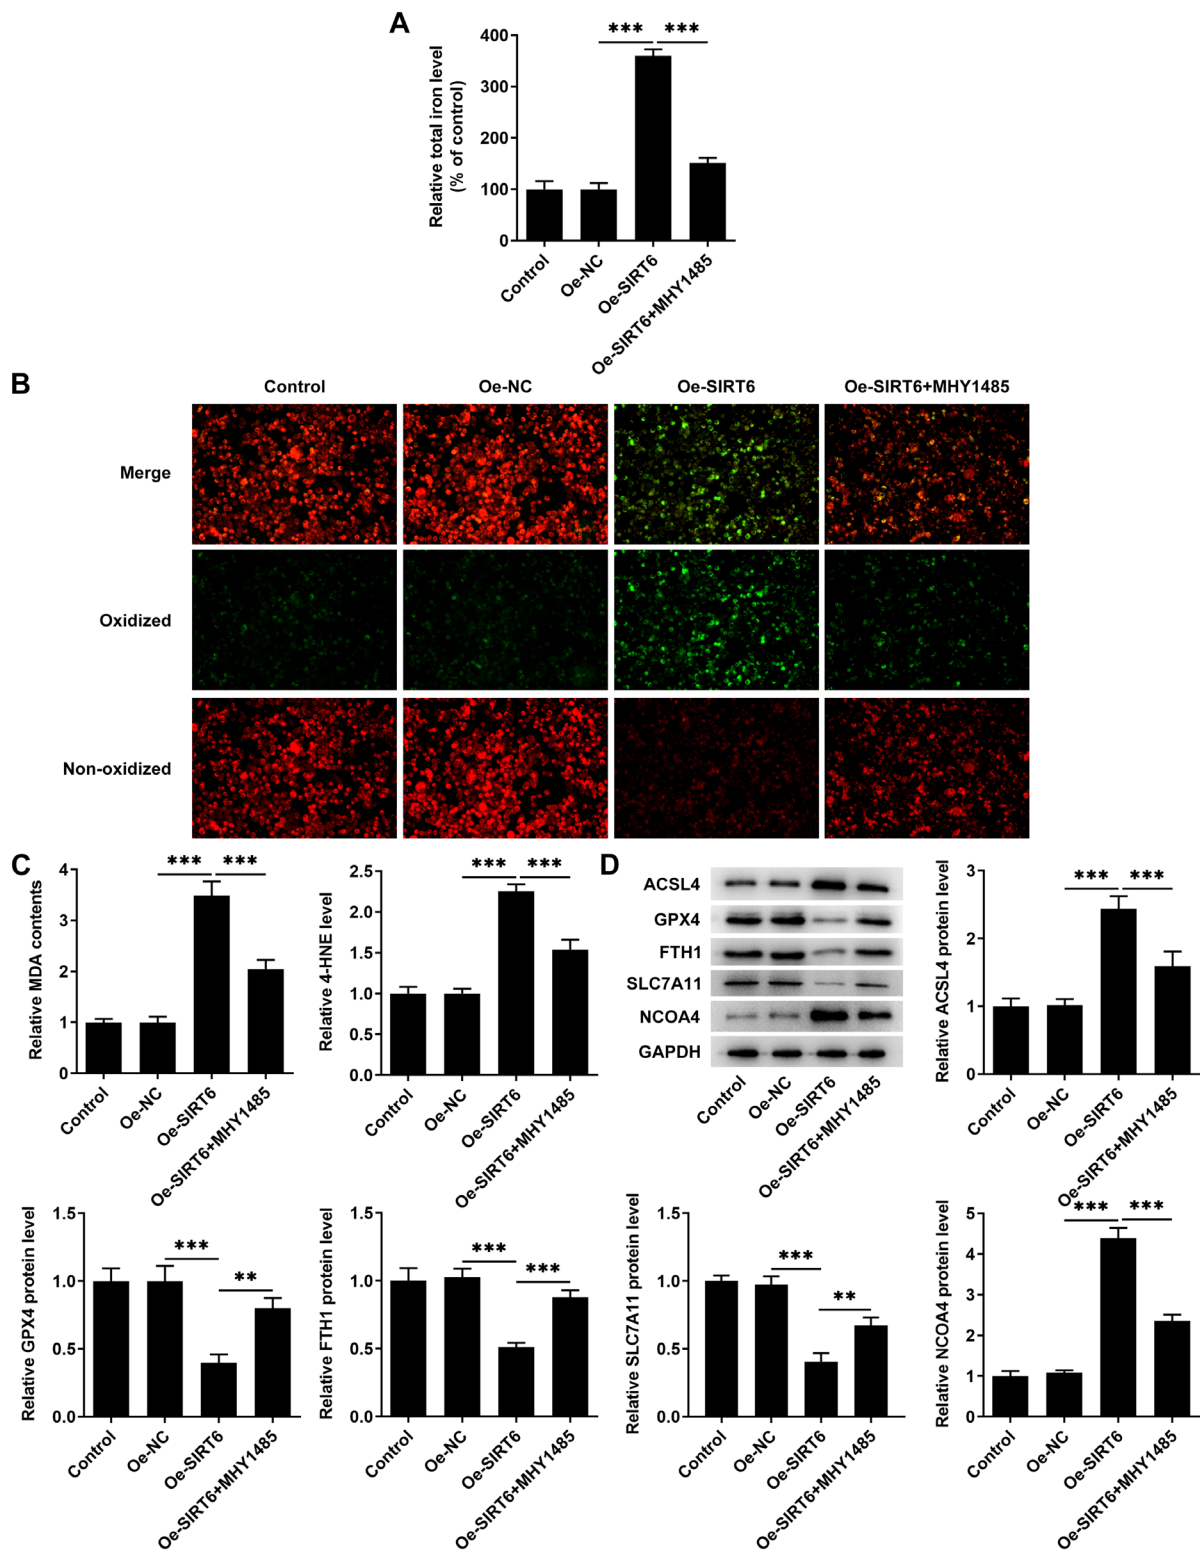 A
Relative total iron level
(% of control)
400
300
200
100
0
*** ***
Control
Oe-NC
Oe-SIRT6
Oe-SIRT6+MHY1485
B
Control Oe-NC Oe-SIRT6 Oe-SIRT6+MHY1485
Merge
Oxidized
Non-oxidized
C
Relative MDA contents
4
3
2
1
0
*** ***
Control
Oe-NC
Oe-SIRT6
Oe-SIRT6+MHY1485
Relative 4-HNE level
2.5
2.0
1.5
1.0
0.5
0.0
*** ***
Control
Oe-NC
Oe-SIRT6
Oe-SIRT6+MHY1485
D
ACSL4
GPX4
FTH1
SLC7A11
NCOA4
GAPDH
Control
Oe-NC
Oe-SIRT6
Oe-SIRT6+MHY1485
Relative ACSL4 protein level
3
2
1
0
*** ***
Control
Oe-NC
Oe-SIRT6
Oe-SIRT6+MHY1485
Relative GPX4 protein level
1.5
1.0
0.5
0.0
***
**
Control
Oe-NC
Oe-SIRT6
Oe-SIRT6+MHY1485
Relative FTH1 protein level
1.5
1.0
0.5
0.0
***
***
Control
Oe-NC
Oe-SIRT6
Oe-SIRT6+MHY1485
Relative SLC7A11 protein level
1.5
1.0
0.5
0.0
***
**
Control
Oe-NC
Oe-SIRT6
Oe-SIRT6+MHY1485
Relative NCOA4 protein level
5
4
3
2
1
0
*** ***
Control
Oe-NC
Oe-SIRT6
Oe-SIRT6+MHY1485